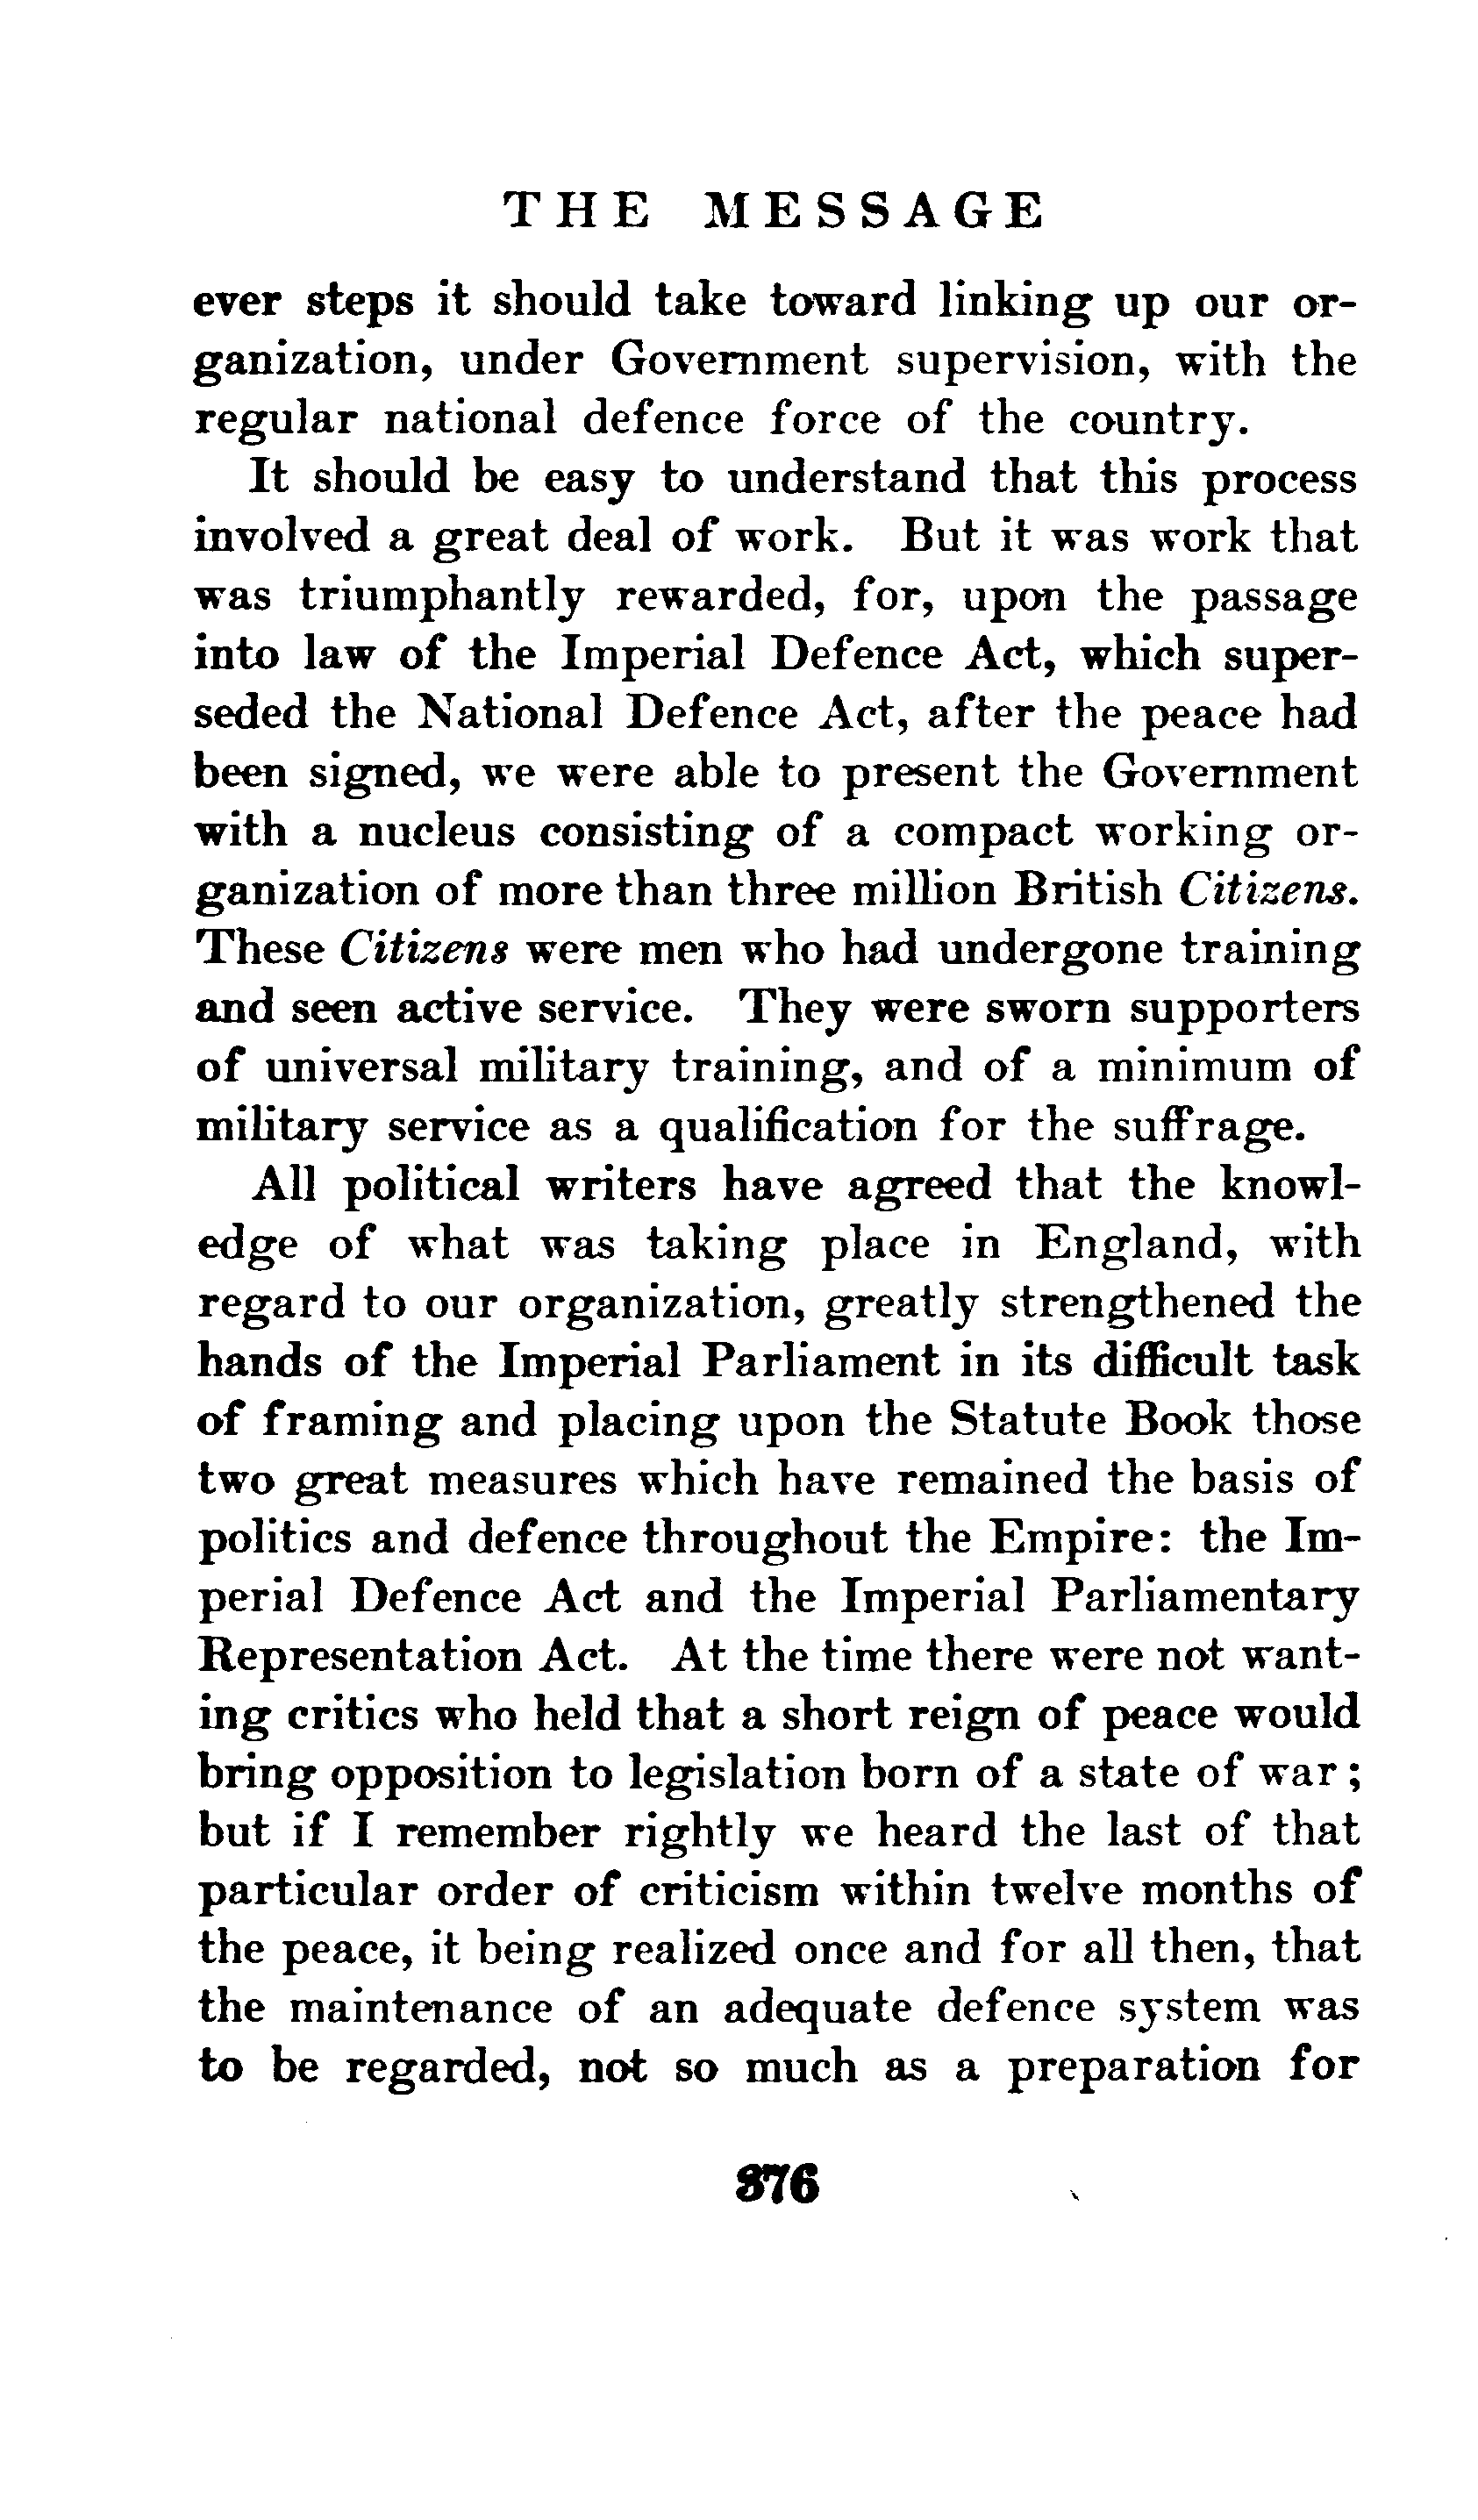 THE MESSAGE
ever steps it should take toward linking up our or-
ganization, under Government supervision, with the
regular national defence force of the country.
It should be easy to understand that this process
involved a great deal of work. But it was work that
was triumphantly rewarded, for, upon the passage
into law of the Imperial Defence Act, which super-
seded the National Defence Act, after the peace had
been signed, we were able to present the Government
with a nucleus consisting of a compact working or-
ganization of more than three million British Citizens.
These Citizens were men who had undergone training
and seen active service. They were sworn supporters
of universal military training, and of a minimum of
military service as a qualification for the suffrage.
All political writers have agreed that the knowl-
edge of what was taking place in England, with
regard to our organization, greatly strengthened the
hands of the Imperial Parliament in its difficult task
of framing and placing upon the Statute Book those
two great measures which have remained the basis of
politics and defence throughout the Empire: the Im-
perial Defence Act and the Imperial Parliamentary
Representation Act. At the time there were not want-
ing critics who held that a short reign of peace would
bring opposition to legislation born of a state of war;
but if I remember rightly we heard the last of that
particular order of criticism within twelve months of
the peace, it being realized once and for all then, that
the maintenance of an adequate defence system was
to be regarded, not so much as a preparation for
376